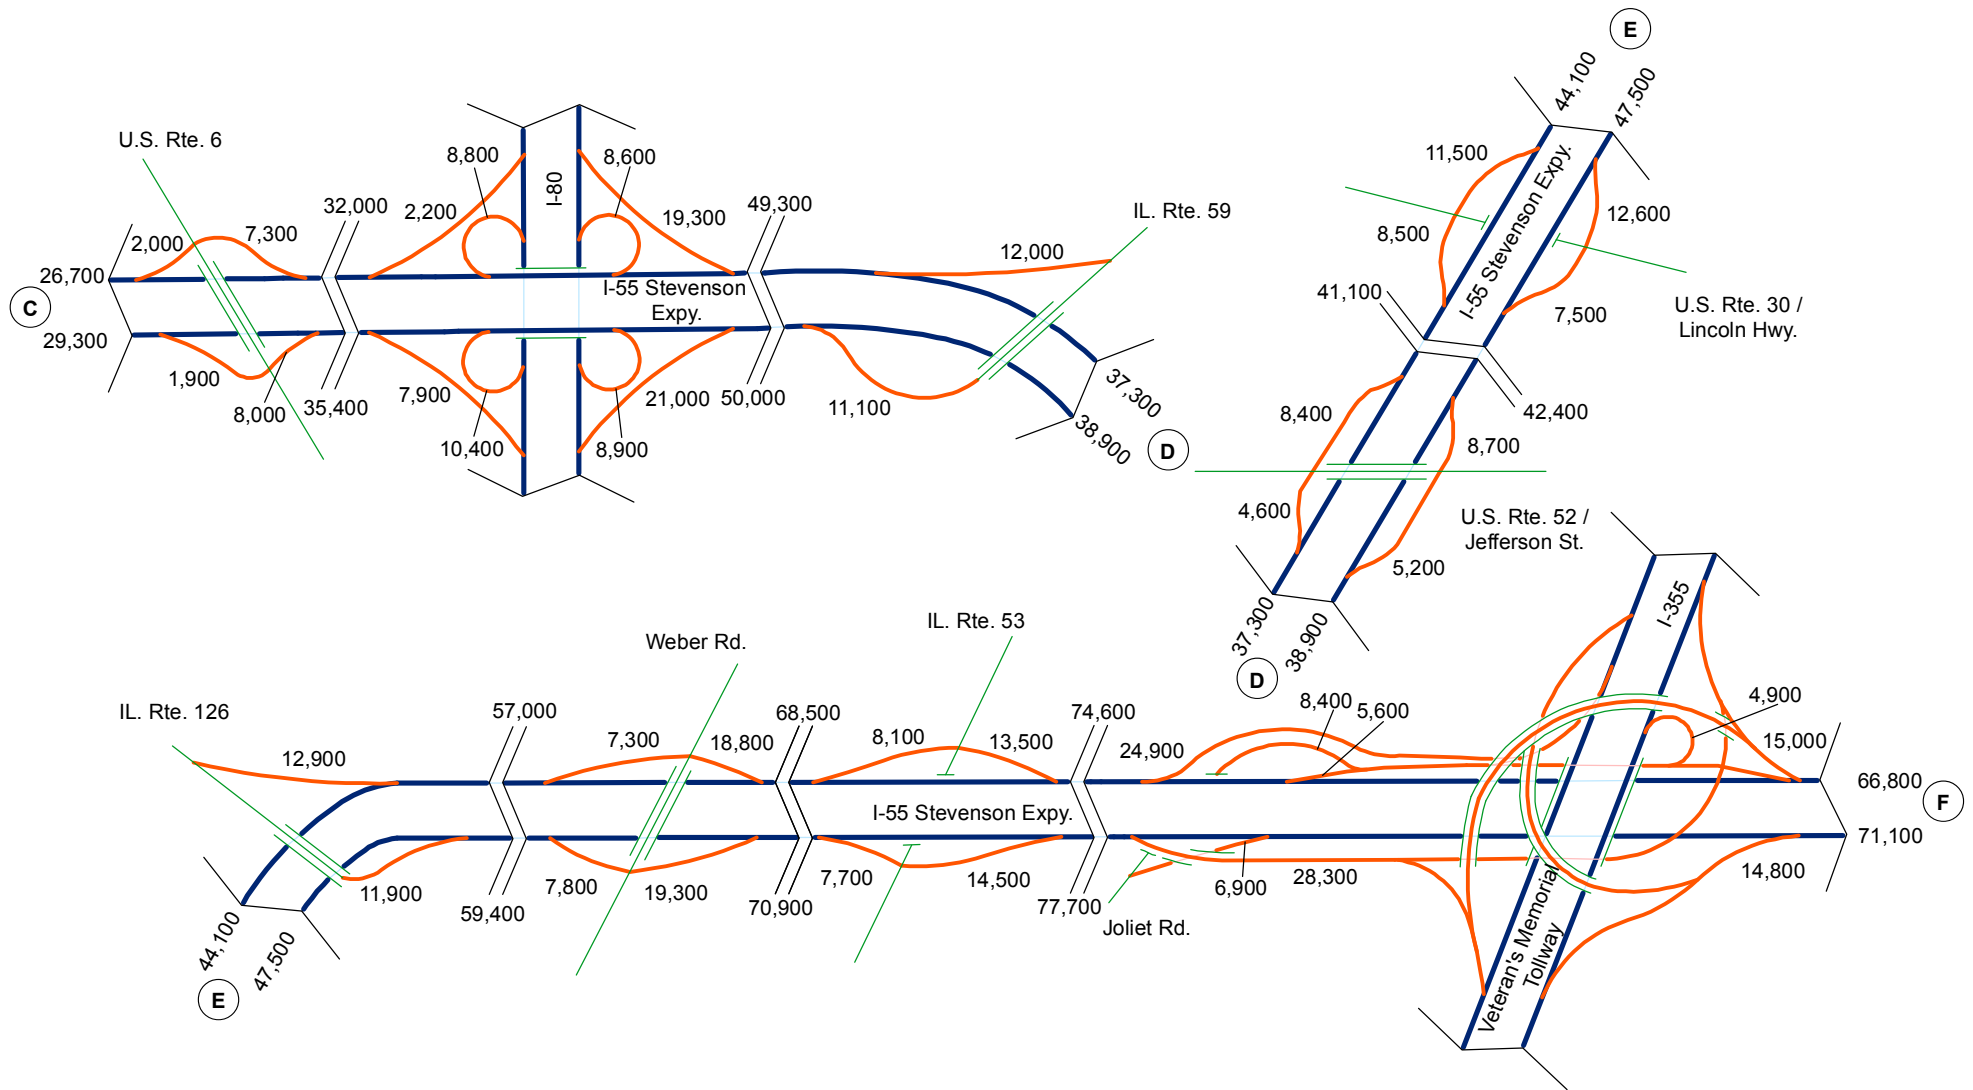 U.S. Rte. 6
2,000
7,300
32,000
26,700
C
29,300
1,900
8,000
35,400
8,800
I-80
8,600
2,200
19,300
49,300
I-55 Stevenson
Expy.
7,900
10,400
8,900
21,000
50,000
IL. Rte. 59
12,000
11,100
37,300
38,900
D
E
44,100
47,500
11,500
I-55 Stevenson Expy.
12,600
8,500
7,500
U.S. Rte. 30 /
Lincoln Hwy.
41,100
42,400
8,400
8,700
4,600
U.S. Rte. 52 /
Jefferson St.
5,200
37,300
38,900
D
IL. Rte. 126
12,900
11,900
44,100
47,500
E
57,000
59,400
Weber Rd.
7,300
18,800
7,800
19,300
68,500
70,900
IL. Rte. 53
8,100
13,500
I-55 Stevenson Expy.
7,700
14,500
74,600
77,700
24,900
8,400
5,600
Joliet Rd.
6,900
28,300
I-355
4,900
15,000
66,800
F
71,100
14,800
Veteran's Memorial
Tollway